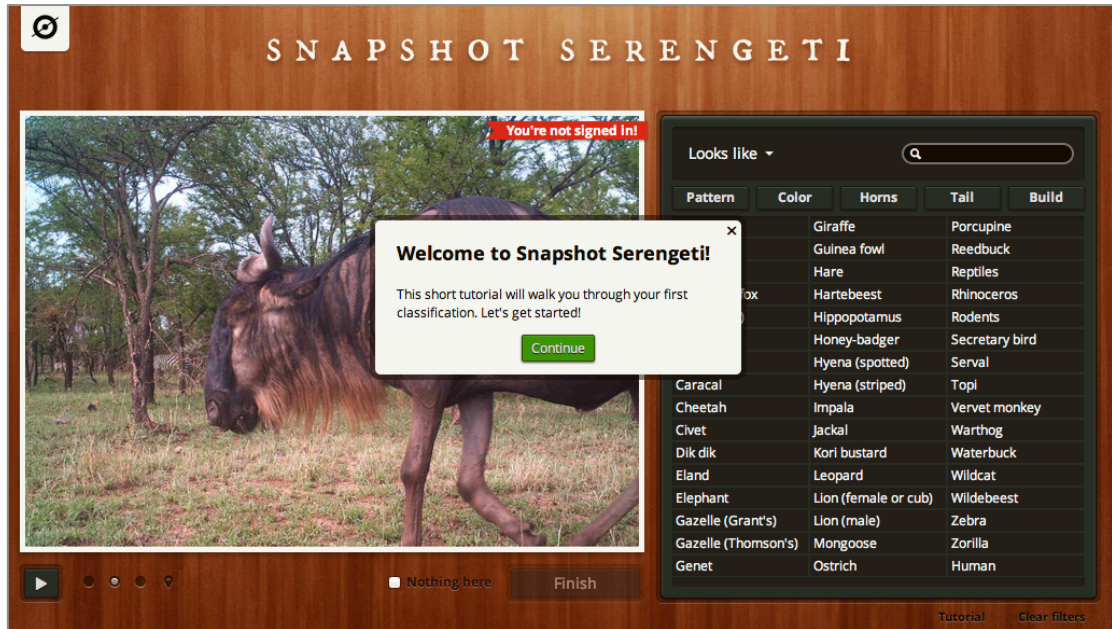 SNAPSHOT SERENGETI
You're not signed in!
Looks like
Pattern Color Horns Tail Build
Welcome to Snapshot Serengeti!
This short tutorial will walk you through your first
classification. Let's get started!
Continue
Giraffe Porcupine
Guinea fowl Reedbuck
Hare Reptiles
fox Hartebeest Rhinoceros
Hippopotamus Rodents
Honey-badger Secretary bird
Hyena (spotted) Serval
Caracal Hyena (striped) Topi
Cheetah Impala Vervet monkey
Civet Jackal Warthog
Dik dik Kori bustard Waterbuck
Eland Leopard Wildcat
Elephant Lion (female or cub) Wildebeest
Gazelle (Grant's) Lion (male) Zebra
Gazelle (Thomson's) Mongoose Zorilla
Genet Ostrich Human
Nothing here Finish
Tutorial Clear filters